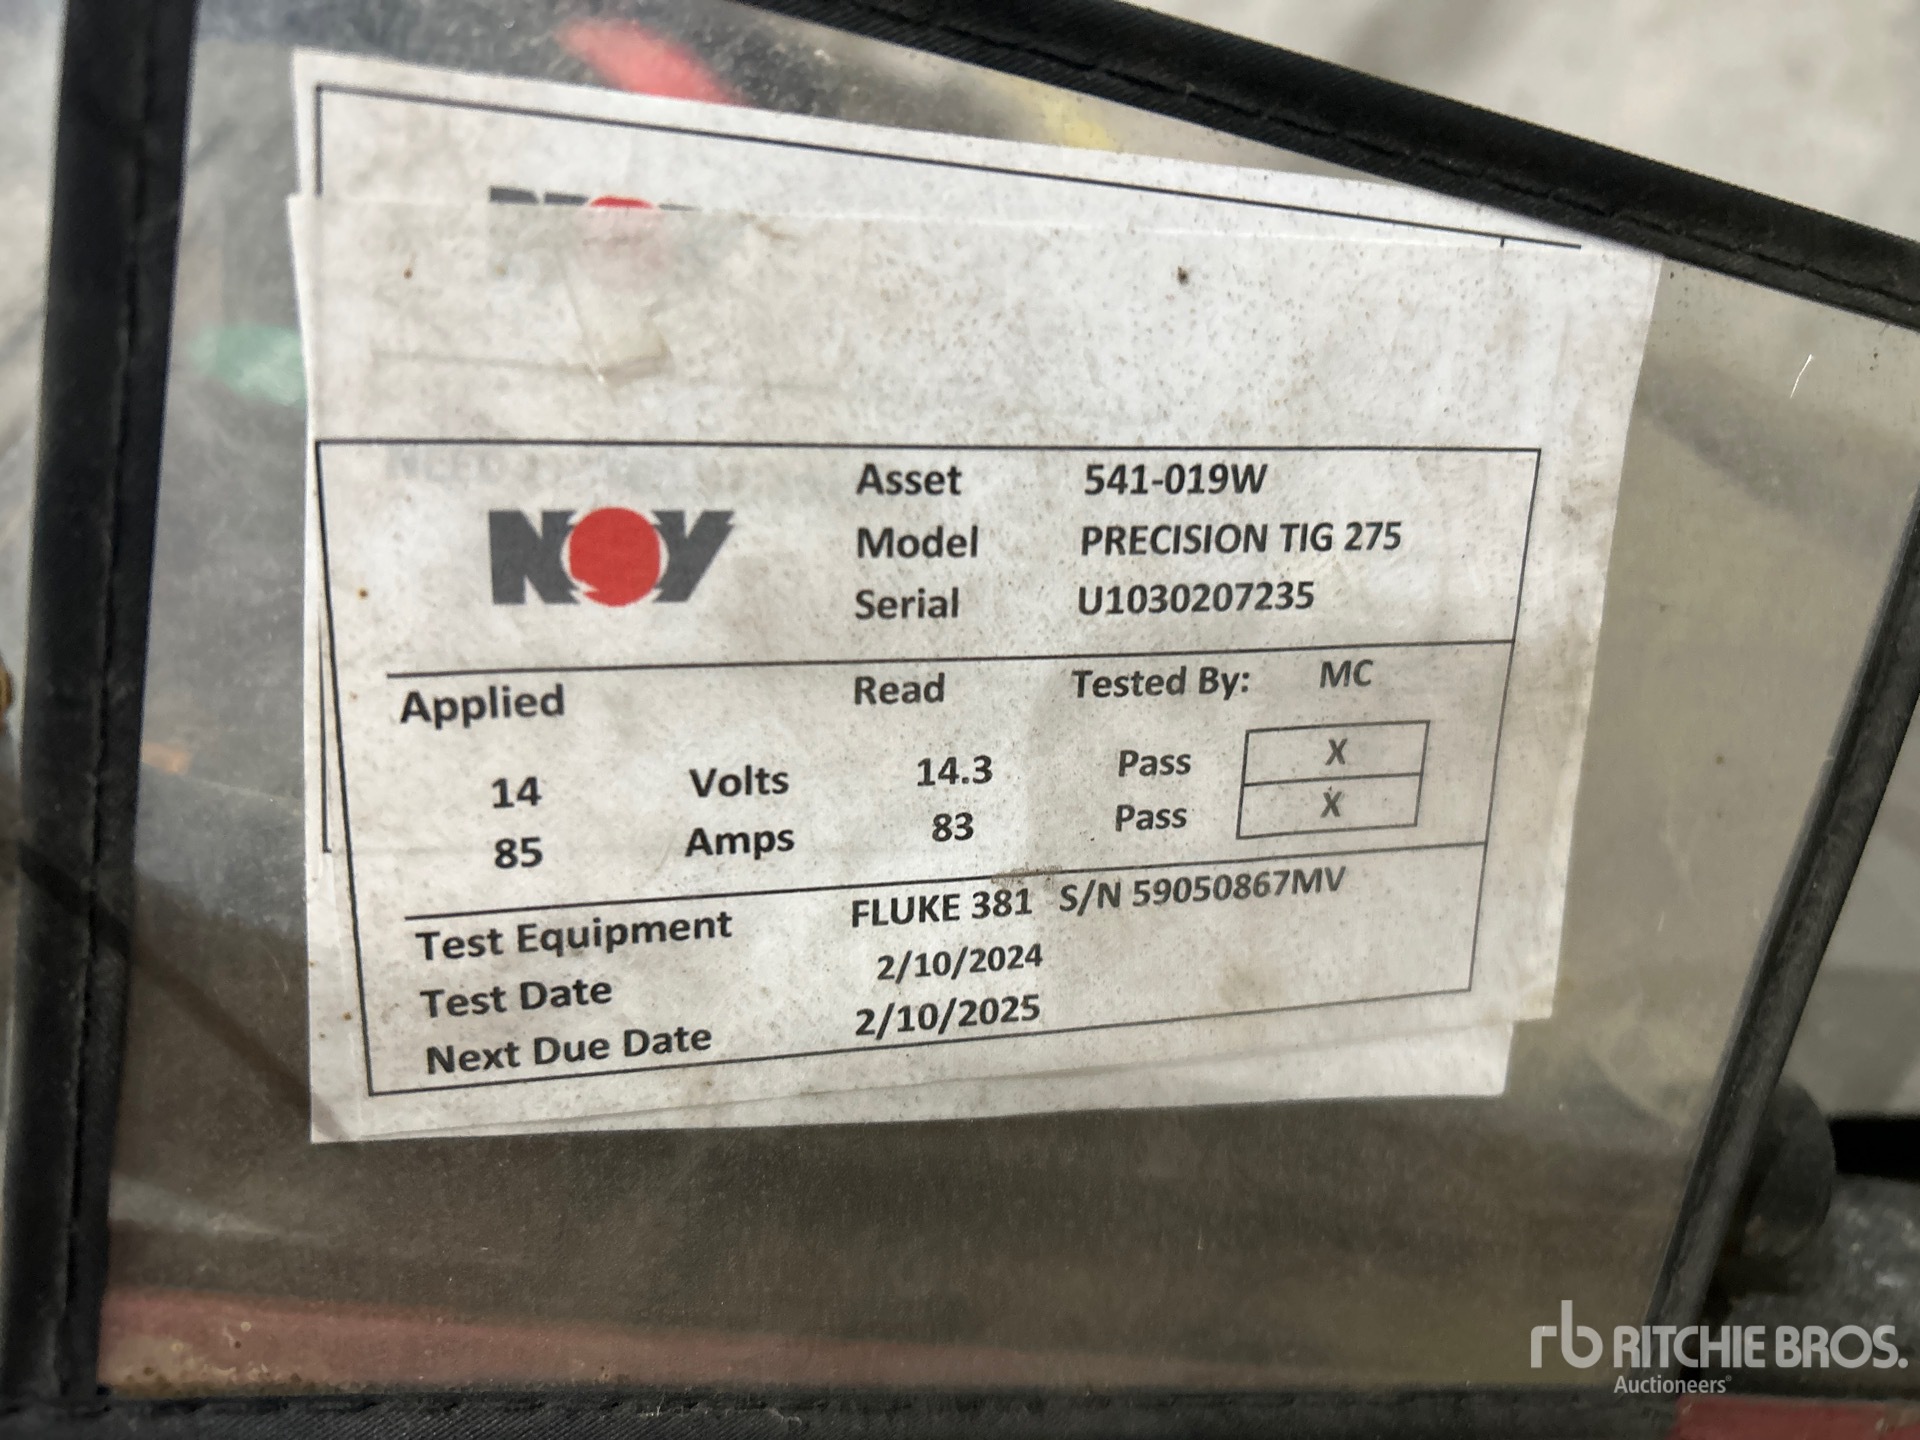 NOV
Asset 541-019W
Model PRECISION TIG 275
Serial U1030207235
Applied Read Tested By: MC
14 Volts 14.3 Pass X
85 Amps 83 Pass X
Test Equipment FLUKE 381 S/N 59050867MV
Test Date 2/10/2024
Next Due Date 2/10/2025
rb RITCHIE BROS.
Auctioneers